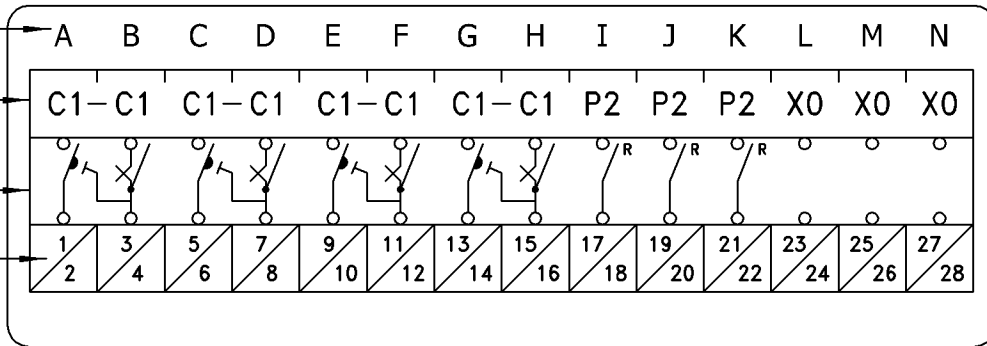 A B C D E F G H I J K L M N
C1-C1 C1-C1 C1-C1 C1-C1 P2 P2 P2 X0 X0 X0
R R R
1 3 5 7 9 11 13 15 17 19 21 23 25 27
2 4 6 8 10 12 14 16 18 20 22 24 26 28